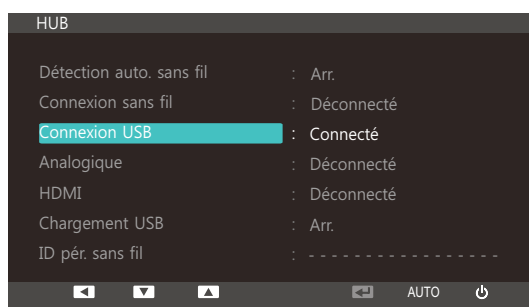 HUB
Détection auto. sans fil : Arr.
Connexion sans fil : Déconnecté
Connexion USB : Connecté
Analogique : Déconnecté
HDMI : Déconnecté
Chargement USB : Arr.
ID pér. sans fil : - - - - - - - - - - - - - - - - -
AUTO